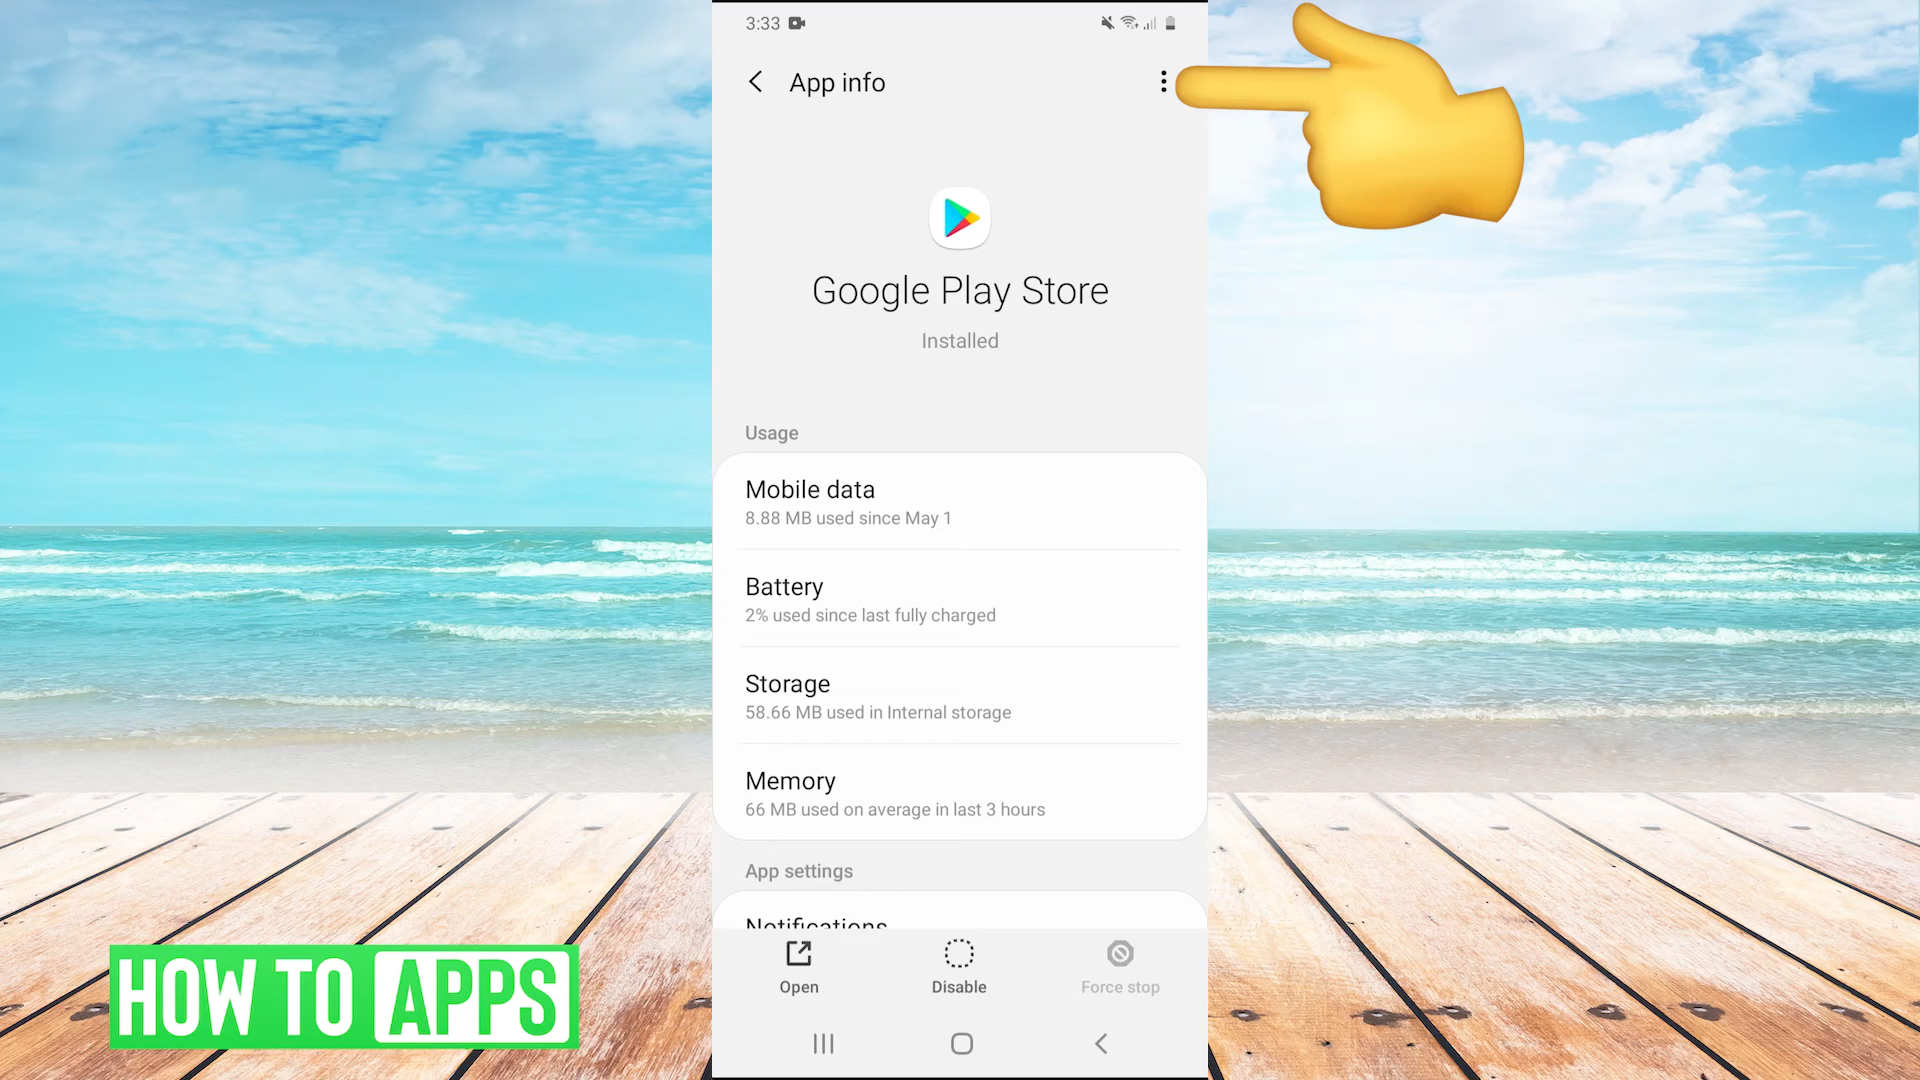 3:33
App info
Google Play Store
Installed
Usage
Mobile data
8.88 MB used since May 1
Battery
2% used since last fully charged
Storage
58.66 MB used in Internal storage
Memory
66 MB used on average in last 3 hours
App settings
Notifications
Open
Disable
Force stop
HOW TO APPS